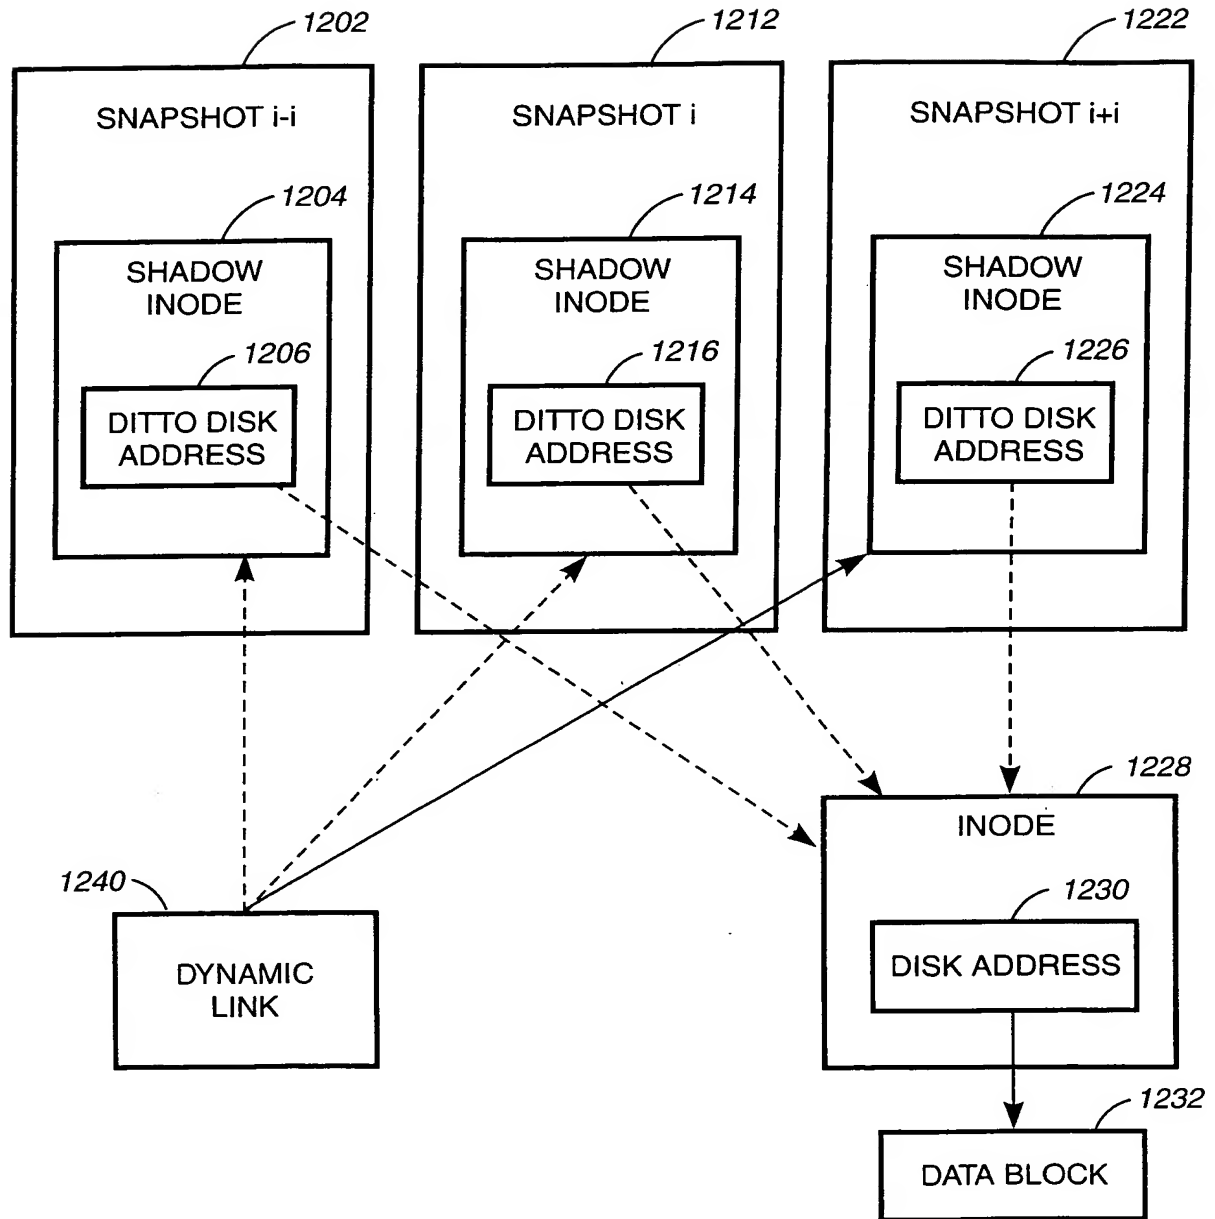 1202
1212
1222
SNAPSHOT i-i
SNAPSHOT i
SNAPSHOT i+i
1204
1214
1224
SHADOW
INODE
SHADOW
INODE
SHADOW
INODE
1206
1216
1226
DITTO DISK
ADDRESS
DITTO DISK
ADDRESS
DITTO DISK
ADDRESS
1228
INODE
1240
1230
DYNAMIC
LINK
DISK ADDRESS
1232
DATA BLOCK